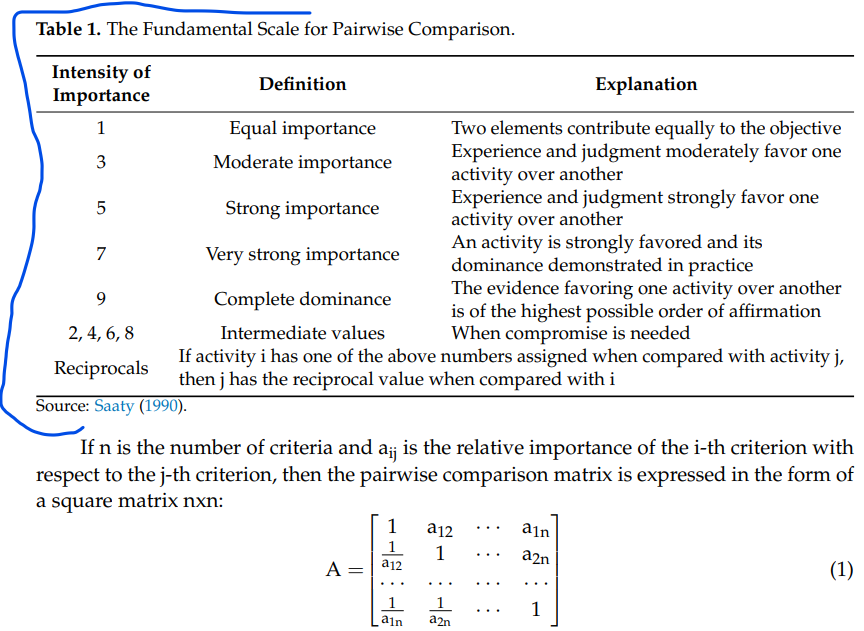 Table 1. The Fundamental Scale for Pairwise Comparison.
Intensity of
Importance
Definition
Explanation
1 Equal importance Two elements contribute equally to the objective
3 Moderate importance Experience and judgment moderately favor one
activity over another
5 Strong importance Experience and judgment strongly favor one
activity over another
7 Very strong importance An activity is strongly favored and its
dominance demonstrated in practice
9 Complete dominance The evidence favoring one activity over another
is of the highest possible order of affirmation
2, 4, 6, 8 Intermediate values When compromise is needed
Reciprocals If activity i has one of the above numbers assigned when compared with activity j,
then j has the reciprocal value when compared with i
Source: Saaty (1990).
If n is the number of criteria and aij is the relative importance of the i-th criterion with
respect to the j-th criterion, then the pairwise comparison matrix is expressed in the form of
a square matrix nxn:
1 a12 ··· a1n
1/a12 1 ··· a2n
A =
··· ··· ··· ···
1/a1n 1/a2n ··· 1
(1)